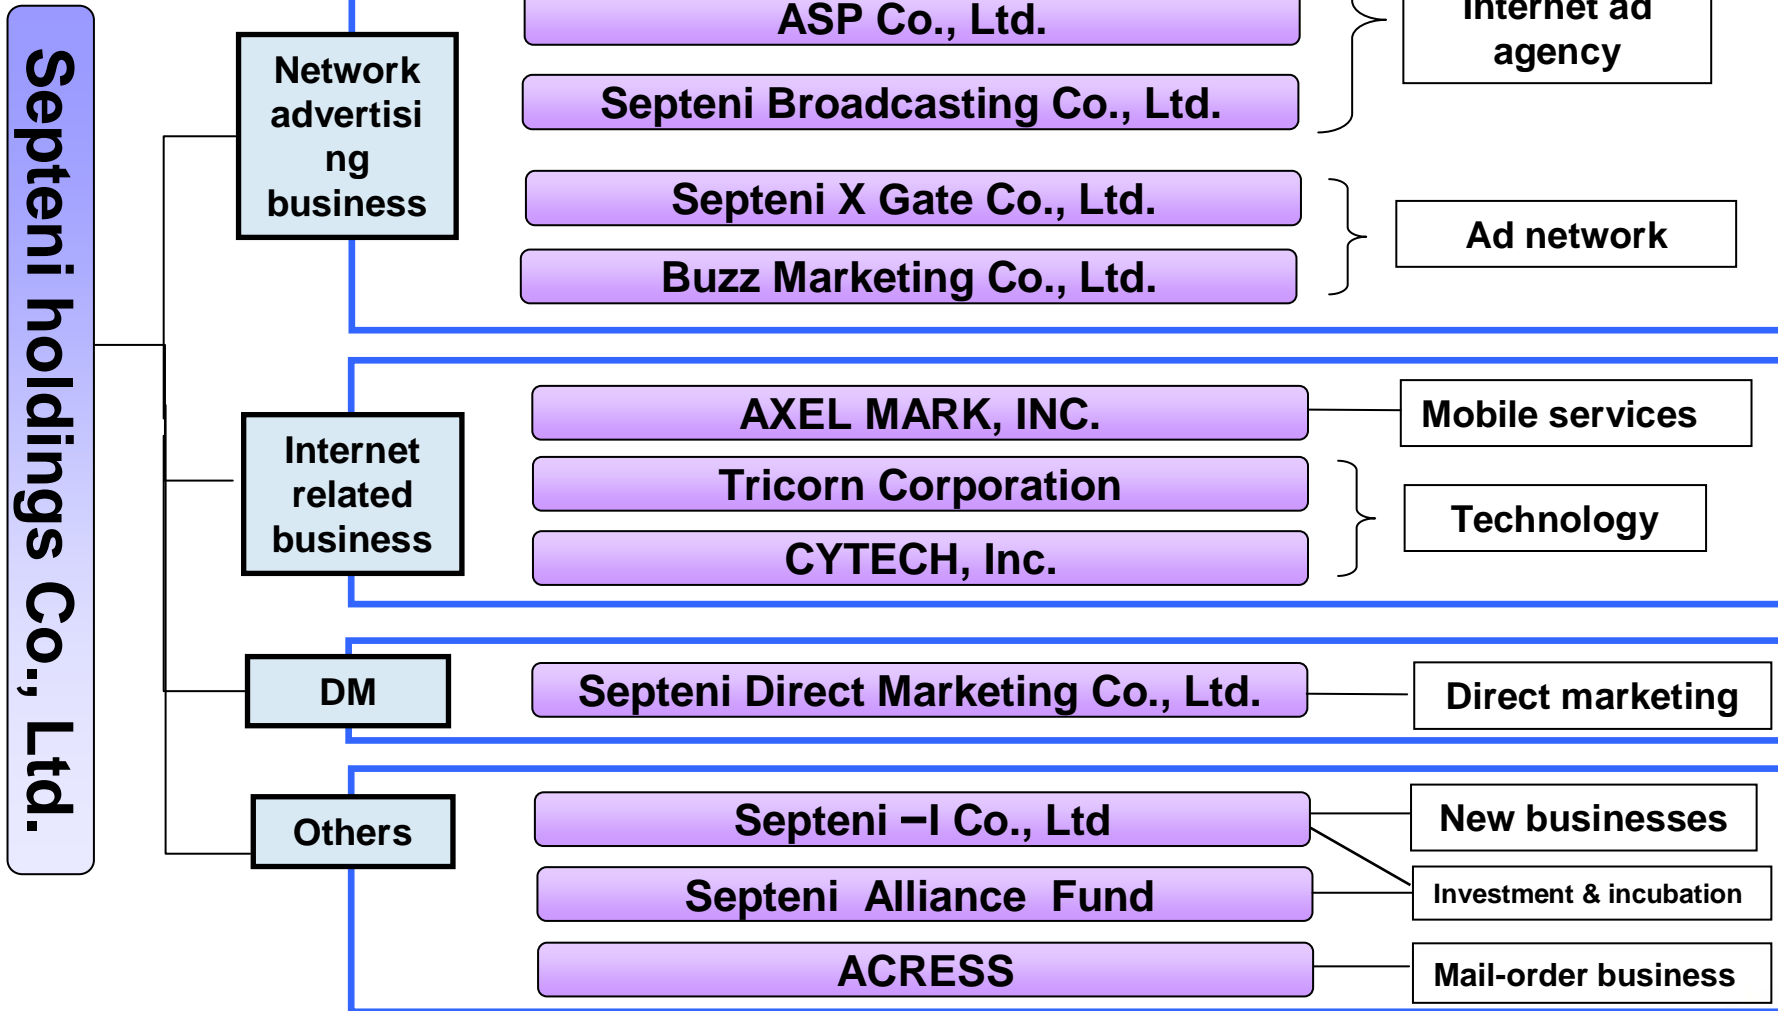 Septeni holdings Co., Ltd.
Network
advertisi
ng
business
ASP Co., Ltd.
Septeni Broadcasting Co., Ltd.
Internet ad
agency
Septeni X Gate Co., Ltd.
Buzz Marketing Co., Ltd.
Ad network
Internet
related
business
AXEL MARK, INC.
Mobile services
Tricorn Corporation
CYTECH, Inc.
Technology
DM
Septeni Direct Marketing Co., Ltd.
Direct marketing
Others
Septeni −I Co., Ltd
New businesses
Septeni Alliance Fund
Investment & incubation
ACRESS
Mail-order business